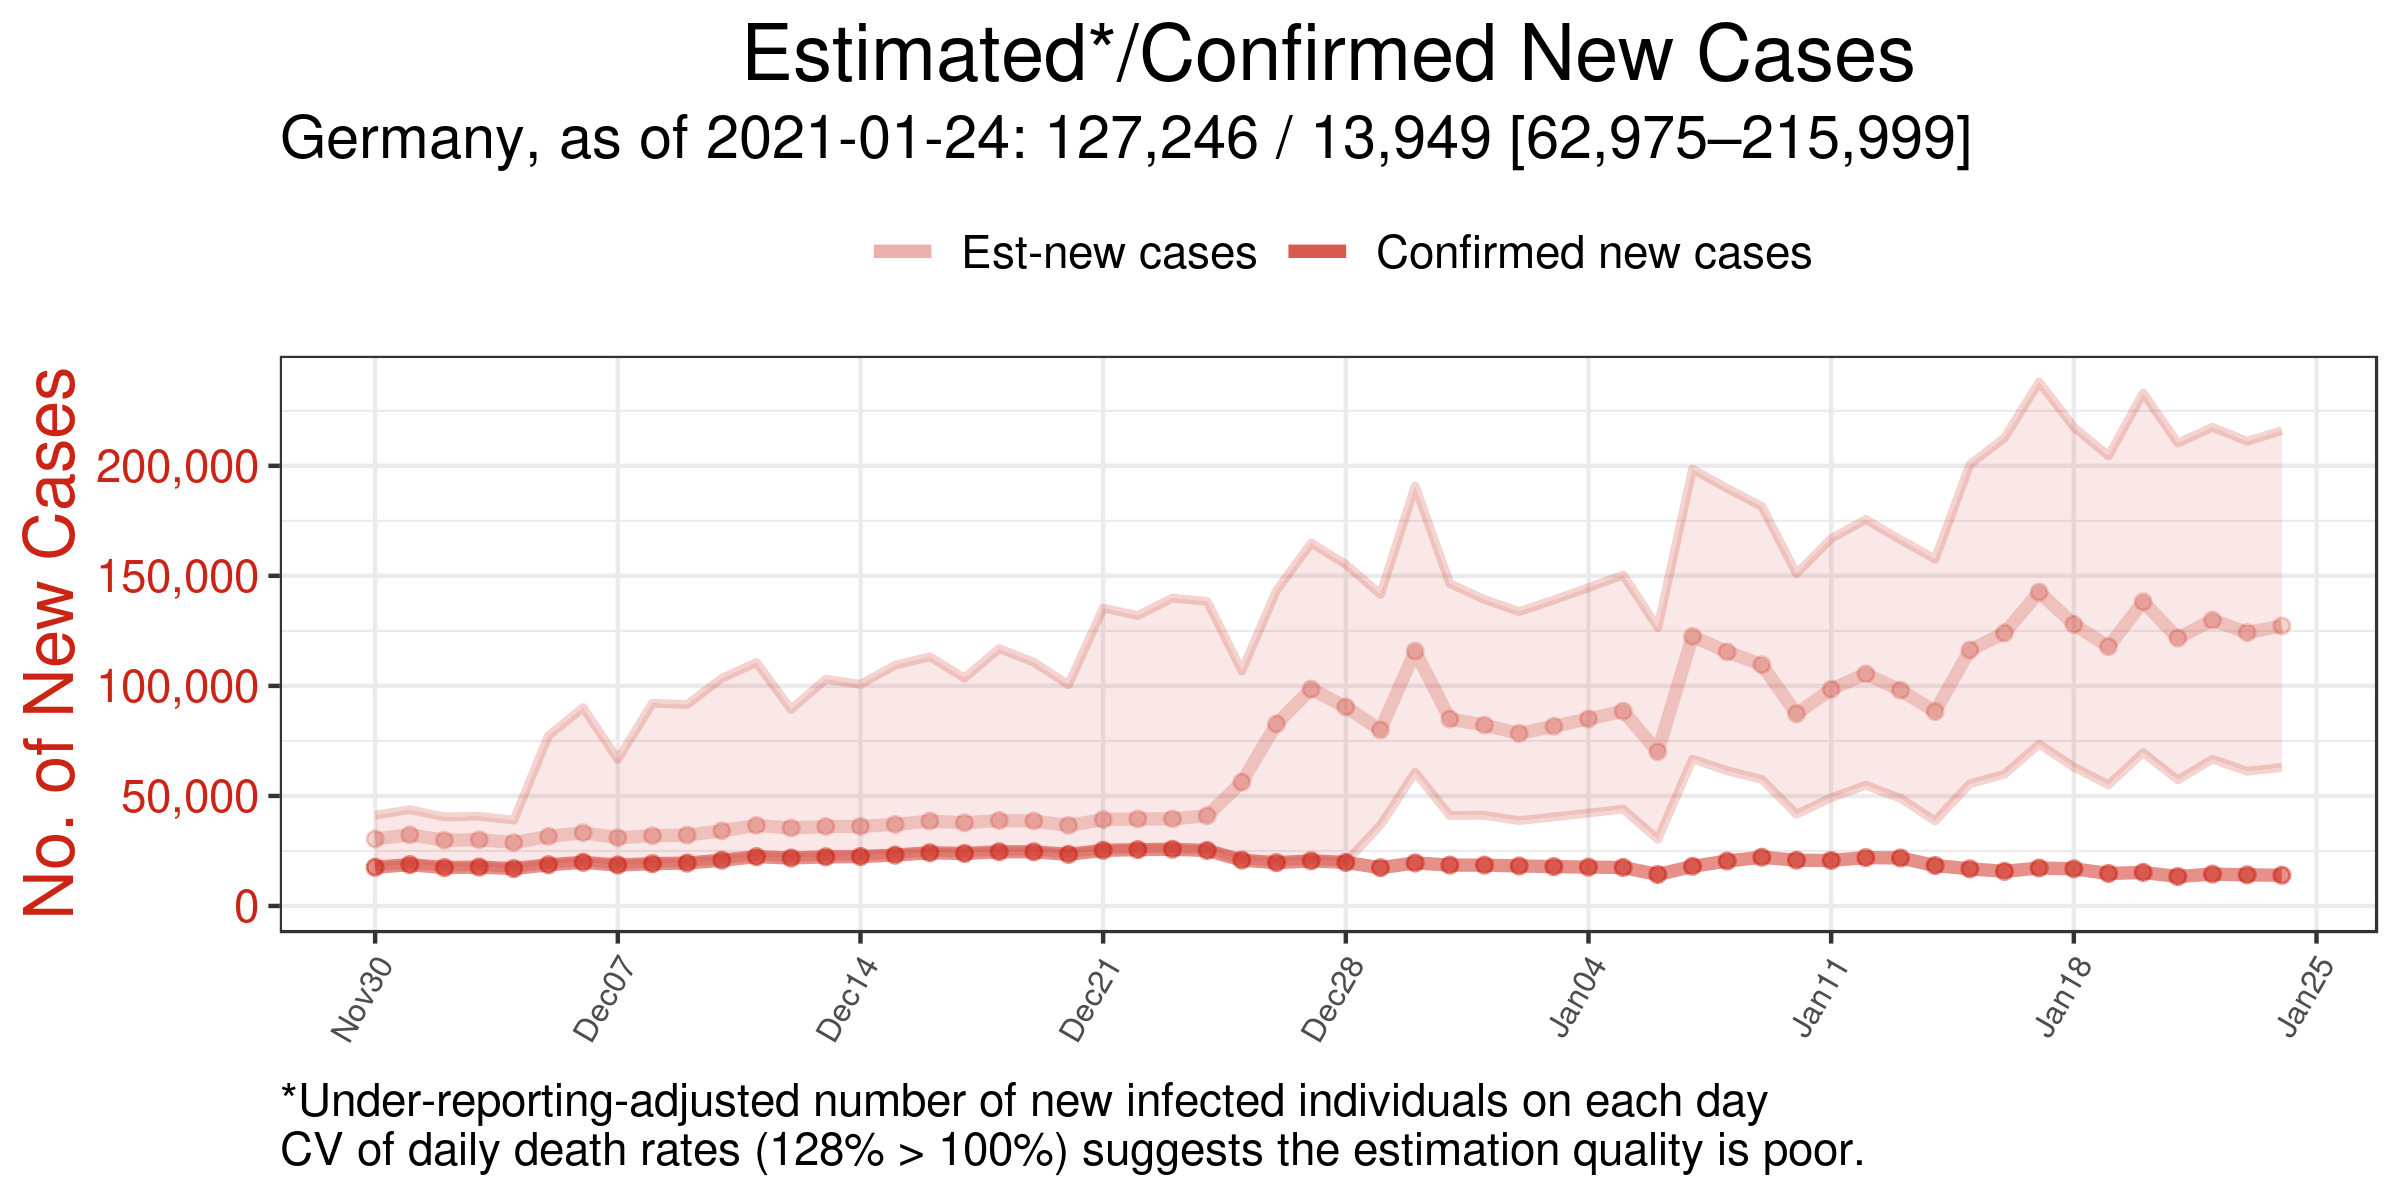 Estimated*/Confirmed New Cases
Germany, as of 2021-01-24: 127,246 / 13,949 [62,975–215,999]
Est-new cases
Confirmed new cases
No. of New Cases
200,000
150,000
100,000
50,000
0
Nov30
Dec07
Dec14
Dec21
Dec28
Jan04
Jan11
Jan18
Jan25
*Under-reporting-adjusted number of new infected individuals on each day
CV of daily death rates (128% > 100%) suggests the estimation quality is poor.